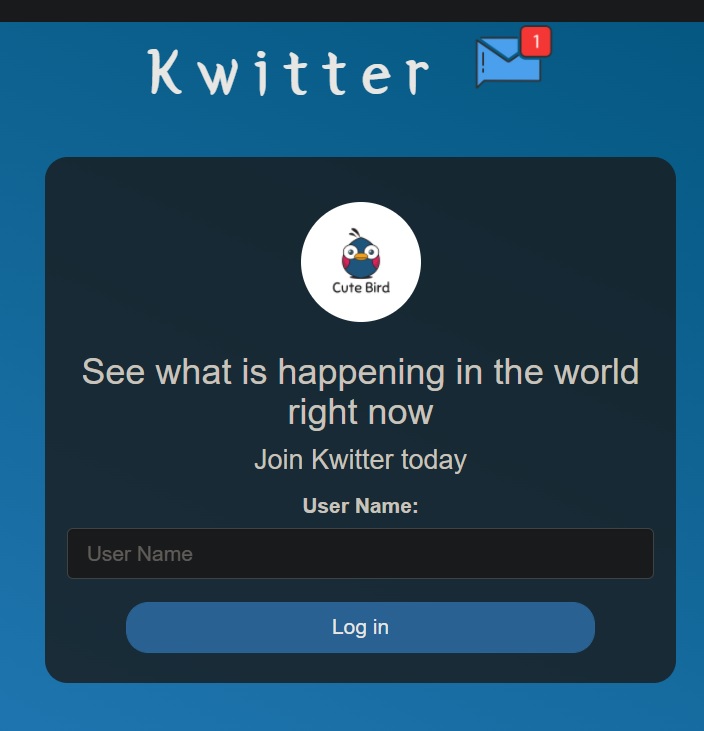 Kwitter
1
Cute Bird
See what is happening in the world
right now
Join Kwitter today
User Name:
User Name
Log in